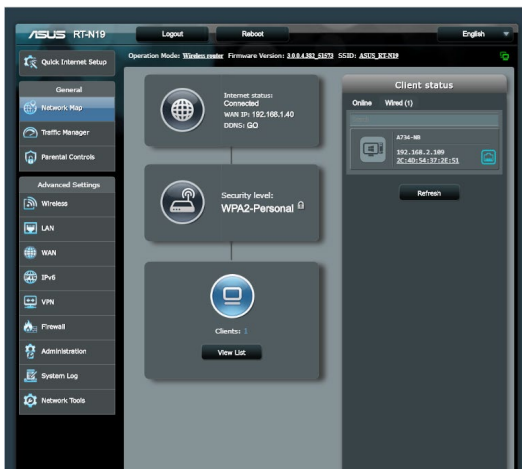 ASUS RT-N19
Logout
Reboot
English
Quick Internet Setup
Operation Mode: Wireless router Firmware Version: 3.0.0.4.382_51573 SSID: ASUS_RT-N19
General
Network Map
Traffic Manager
Parental Controls
Advanced Settings
Wireless
LAN
WAN
IPv6
VPN
Firewall
Administration
System Log
Network Tools
Internet status:
Connected
WAN IP: 192.168.1.40
DDNS: GO
Security level:
WPA2-Personal
Clients: 1
View List
Client status
Online Wired (1)
A734-NB
192.168.2.109
2C:4D:54:37:2E:51
Refresh